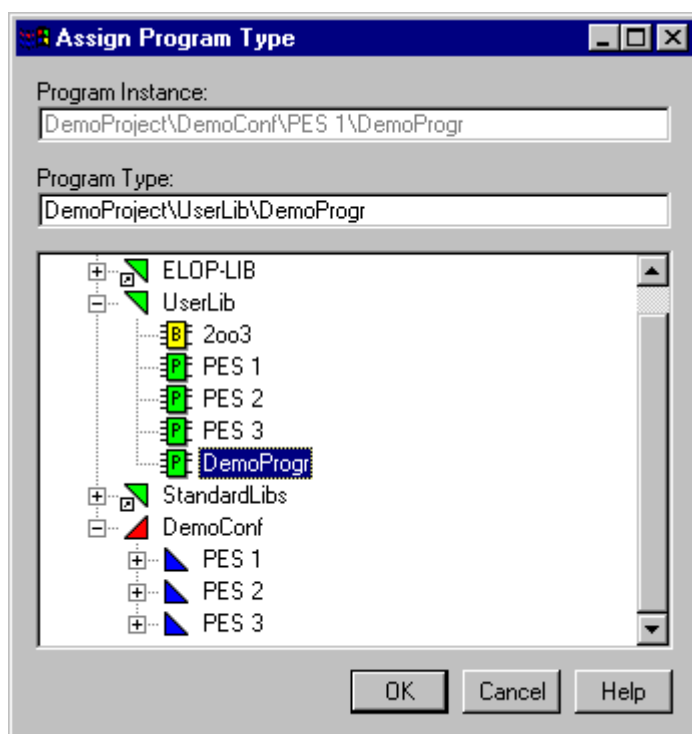 Assign Program Type
Program Instance:
DemoProject\DemoConf\PES 1\DemoProgr
Program Type:
DemoProject\UserLib\DemoProgr
ELOP-LIB
UserLib
B 2oo3
P PES 1
P PES 2
P PES 3
P DemoProgr
StandardLibs
DemoConf
PES 1
PES 2
PES 3
OK Cancel Help